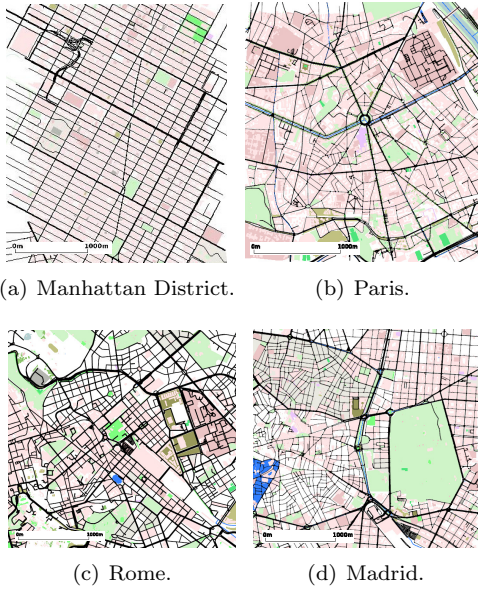 0m 1000m
0m 1000m
(a) Manhattan District.
(b) Paris.
0m 1000m
0m 1000m
(c) Rome.
(d) Madrid.